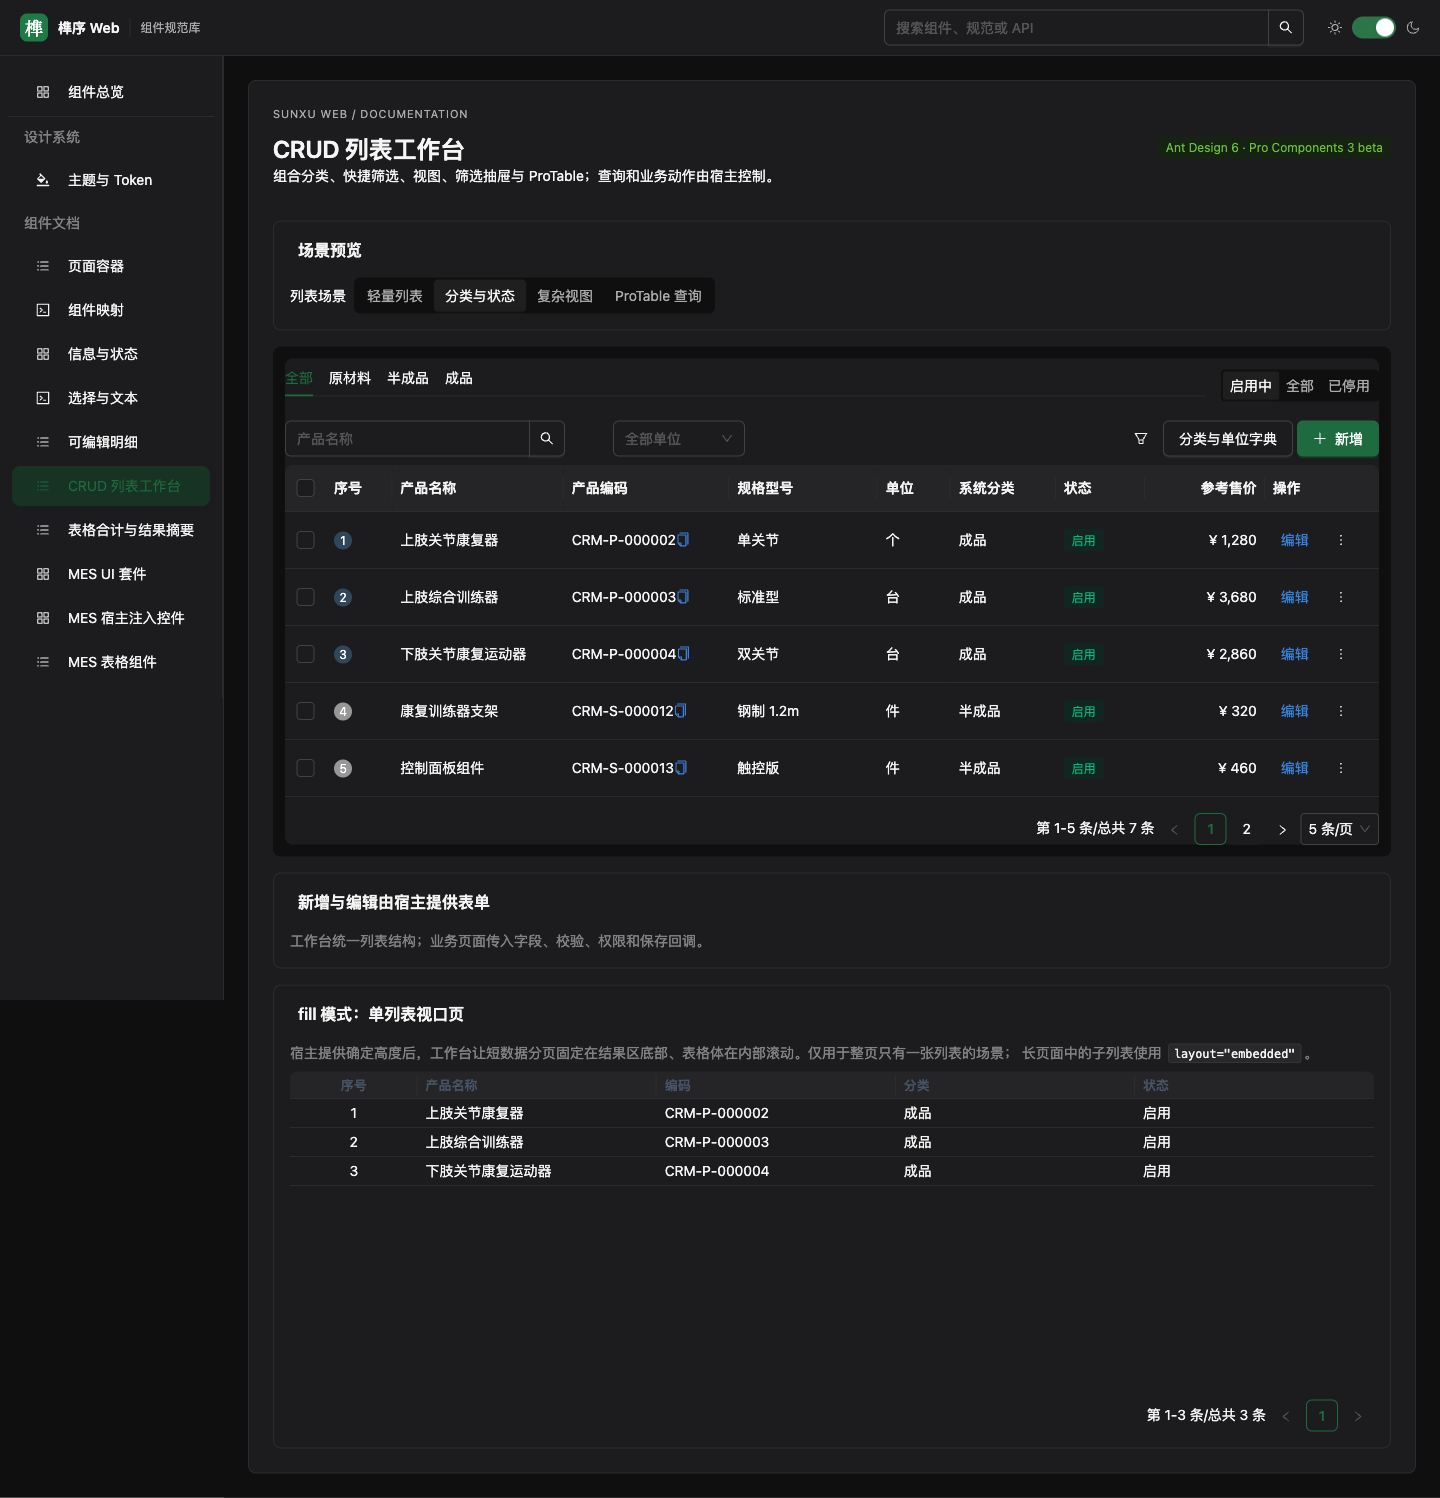 榫 榫序 Web 组件规范库
搜索组件、规范或 API
组件总览
设计系统
主题与 Token
组件文档
页面容器
组件映射
信息与状态
选择与文本
可编辑明细
CRUD 列表工作台
表格合计与结果摘要
MES UI 套件
MES 宿主注入控件
MES 表格组件
SUNXU WEB / DOCUMENTATION
CRUD 列表工作台
Ant Design 6 · Pro Components 3 beta
组合分类、快捷筛选、视图、筛选抽屉与 ProTable；查询和业务动作由宿主控制。
场景预览
列表场景 轻量列表 分类与状态 复杂视图 ProTable 查询
全部 原材料 半成品 成品
启用中 全部 已停用
产品名称 全部单位 分类与单位字典 新增
序号 产品名称 产品编码 规格型号 单位 系统分类 状态 参考售价 操作
1 上肢关节康复器 CRM-P-000002 单关节 个 成品 启用 ¥ 1,280 编辑
2 上肢综合训练器 CRM-P-000003 标准型 台 成品 启用 ¥ 3,680 编辑
3 下肢关节康复运动器 CRM-P-000004 双关节 台 成品 启用 ¥ 2,860 编辑
4 康复训练器支架 CRM-S-000012 钢制 1.2m 件 半成品 启用 ¥ 320 编辑
5 控制面板组件 CRM-S-000013 触控版 件 半成品 启用 ¥ 460 编辑
第 1-5 条/总共 7 条 < 1 2 > 5 条/页
新增与编辑由宿主提供表单
工作台统一列表结构；业务页面传入字段、校验、权限和保存回调。
fill 模式：单列表视口页
宿主提供确定高度后，工作台让短数据分页固定在结果区底部、表格体在内部滚动。仅用于整页只有一张列表的场景； 长页面中的子列表使用 layout="embedded" 。
序号 产品名称 编码 分类 状态
1 上肢关节康复器 CRM-P-000002 成品 启用
2 上肢综合训练器 CRM-P-000003 成品 启用
3 下肢关节康复运动器 CRM-P-000004 成品 启用
第 1-3 条/总共 3 条 < 1 >